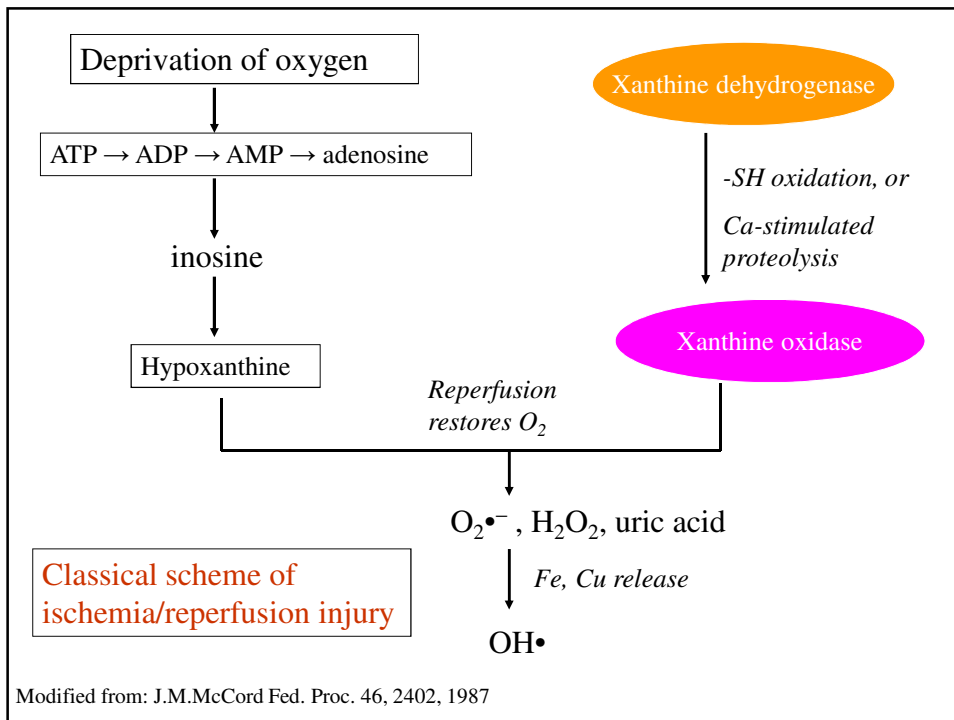 Deprivation of oxygen
ATP → ADP → AMP → adenosine
inosine
Hypoxanthine
Xanthine dehydrogenase
-SH oxidation, or
Ca-stimulated
proteolysis
Xanthine oxidase
Reperfusion
restores O₂
O₂•⁻ , H₂O₂, uric acid
Fe, Cu release
OH•
Classical scheme of
ischemia/reperfusion injury
Modified from: J.M.McCord Fed. Proc. 46, 2402, 1987